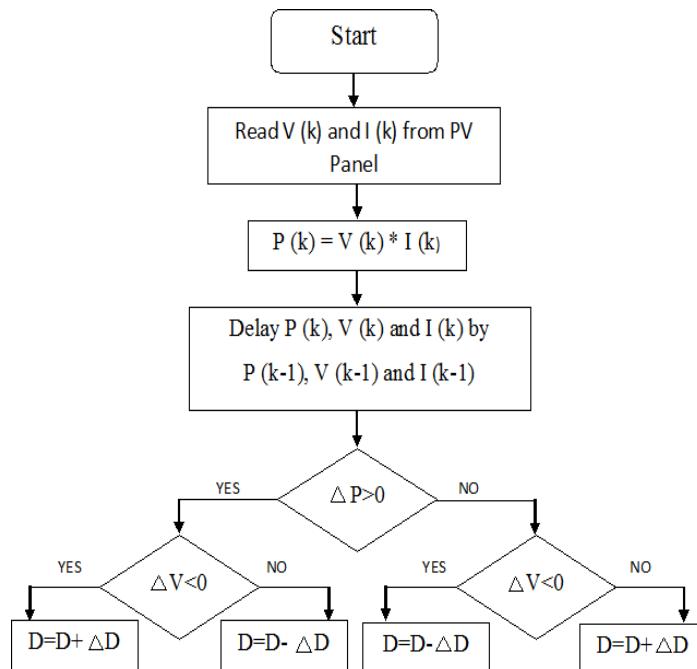 Start
Read V (k) and I (k) from PV
Panel
P (k) = V (k) * I (k)
Delay P (k), V (k) and I (k) by
P (k-1), V (k-1) and I (k-1)
△ P>0
YES
NO
△V<0
YES
NO
△V<0
YES
NO
D=D+ △D
D=D- △D
D=D-△D
D=D+ △D